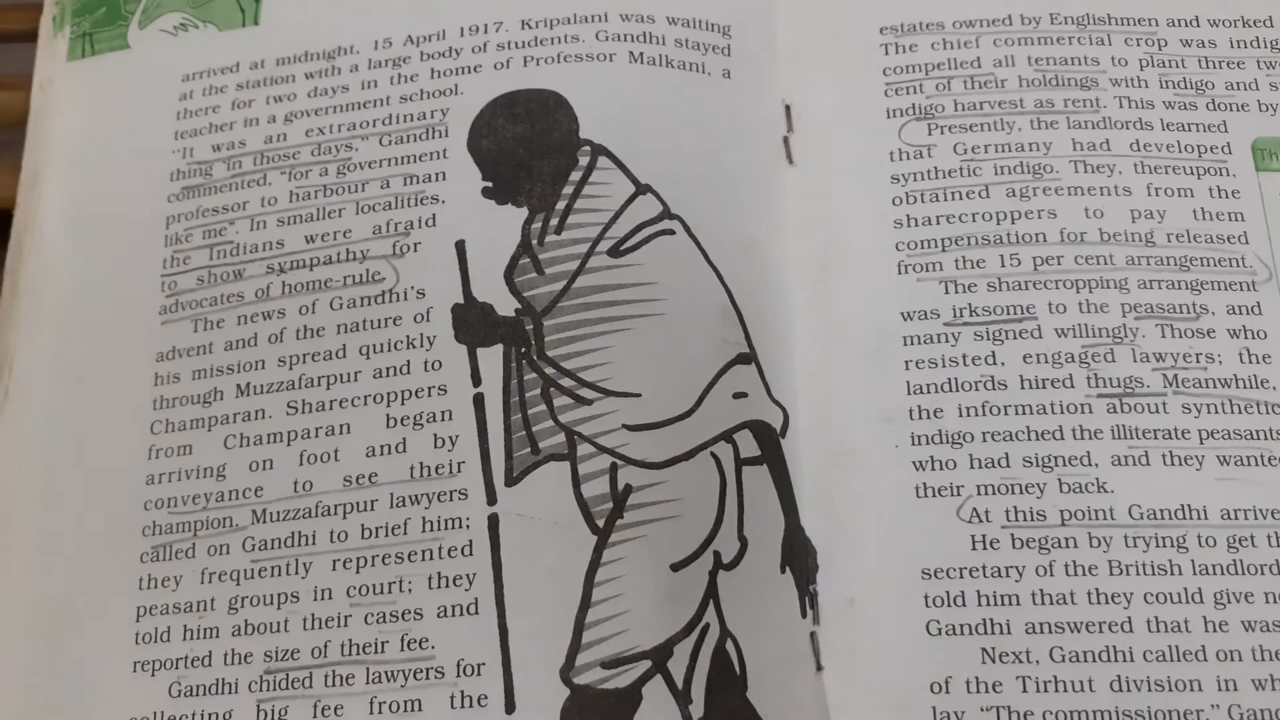 arrived at midnight, 15 April 1917. Kripalani was waiting
at the station with a large body of students. Gandhi stayed
there for two days in the home of Professor Malkani, a
teacher in a government school.
"It was an extraordinary
thing 'in those days," Gandhi
commented, "for a government
professor to harbour a man
like me". In smaller localities,
the Indians were afraid
to show sympathy for
advocates of home-rule.
The news of Gandhi's
advent and of the nature of
his mission spread quickly
through Muzzafarpur and to
Champaran. Sharecroppers
from Champaran began
arriving on foot and by
conveyance to see their
champion. Muzzafarpur lawyers
called on Gandhi to brief him;
they frequently represented
peasant groups in court; they
told him about their cases and
reported the size of their fee.
Gandhi chided the lawyers for
collecting big fee from the
estates owned by Englishmen and worked
The chief commercial crop was indig
compelled all tenants to plant three tw
cent of their holdings with indigo and s
indigo harvest as rent. This was done by
Presently, the landlords learned
that Germany had developed
synthetic indigo. They, thereupon,
obtained agreements from the
sharecroppers to pay them
compensation for being released
from the 15 per cent arrangement.
The sharecropping arrangement
was irksome to the peasants, and
many signed willingly. Those who
resisted, engaged lawyers; the
landlords hired thugs. Meanwhile,
the information about synthetic
indigo reached the illiterate peasants
who had signed, and they wante
their money back.
At this point Gandhi arrive
He began by trying to get th
secretary of the British landlord
told him that they could give no
Gandhi answered that he was
Next, Gandhi called on the
of the Tirhut division in wh
lay. "The commissioner," Gand
Th